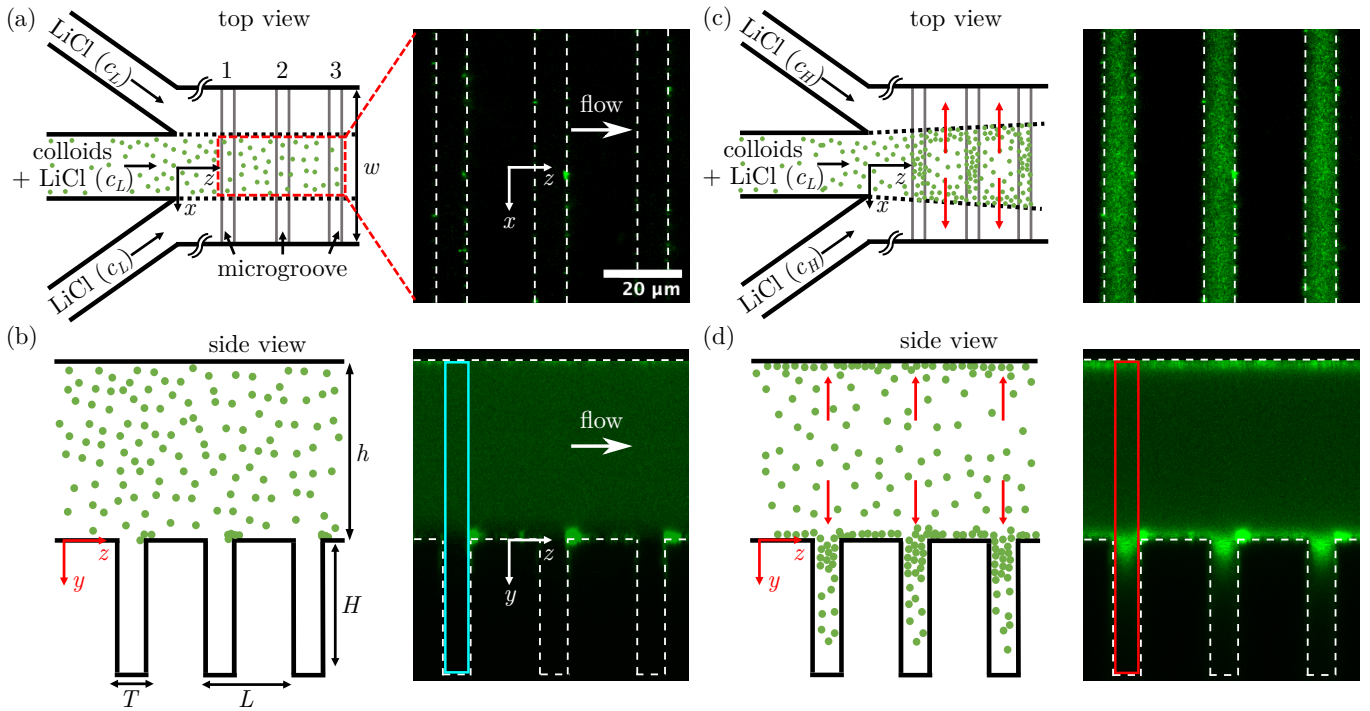 (a)
top view
LiCl (c_L)
1 2 3
colloids
+ LiCl (c_L)
z
x
w
microgroove
LiCl (c_L)
flow
z
x
20 μm
(c)
top view
LiCl (c_H)
colloids
+ LiCl (c_L)
z
x
LiCl (c_H)
(b)
side view
h
z
y
H
T
L
flow
z
y
(d)
side view
z
y